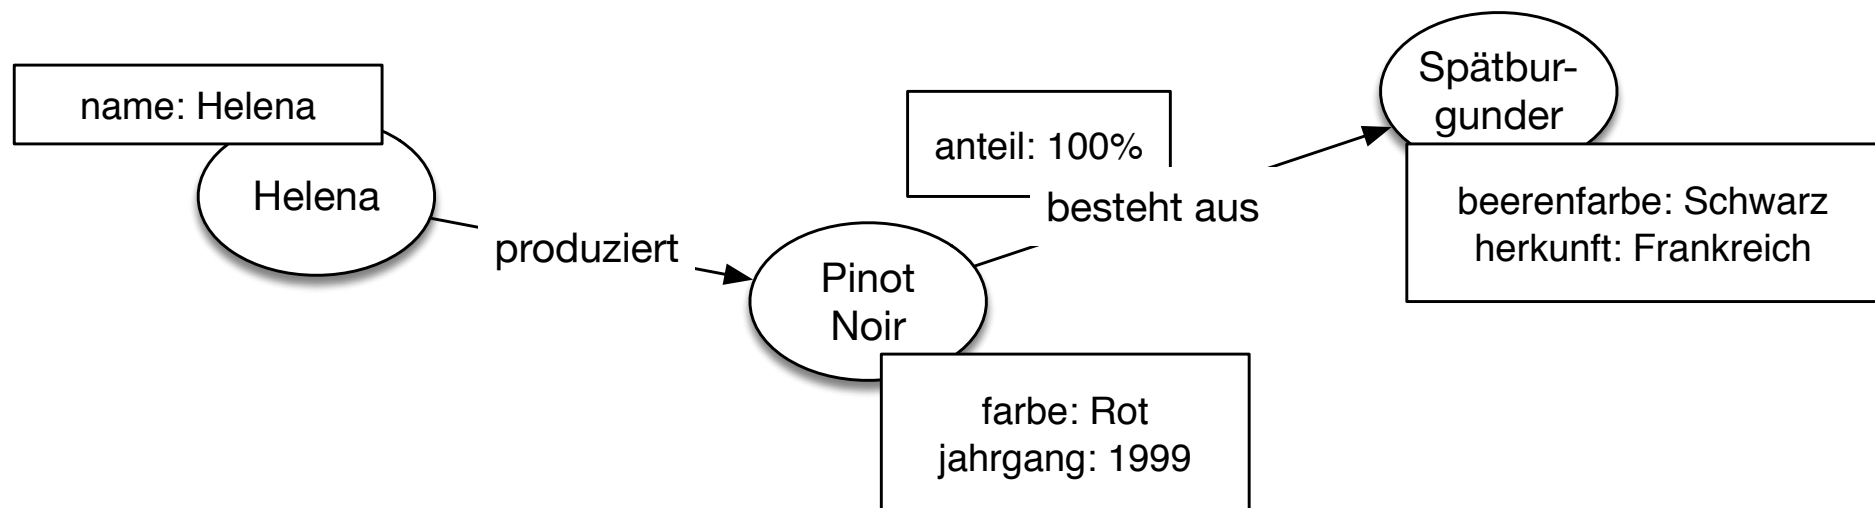 name: Helena
Helena
produziert
Pinot
Noir
farbe: Rot
jahrgang: 1999
anteil: 100%
besteht aus
Spätbur-
gunder
beerenfarbe: Schwarz
herkunft: Frankreich